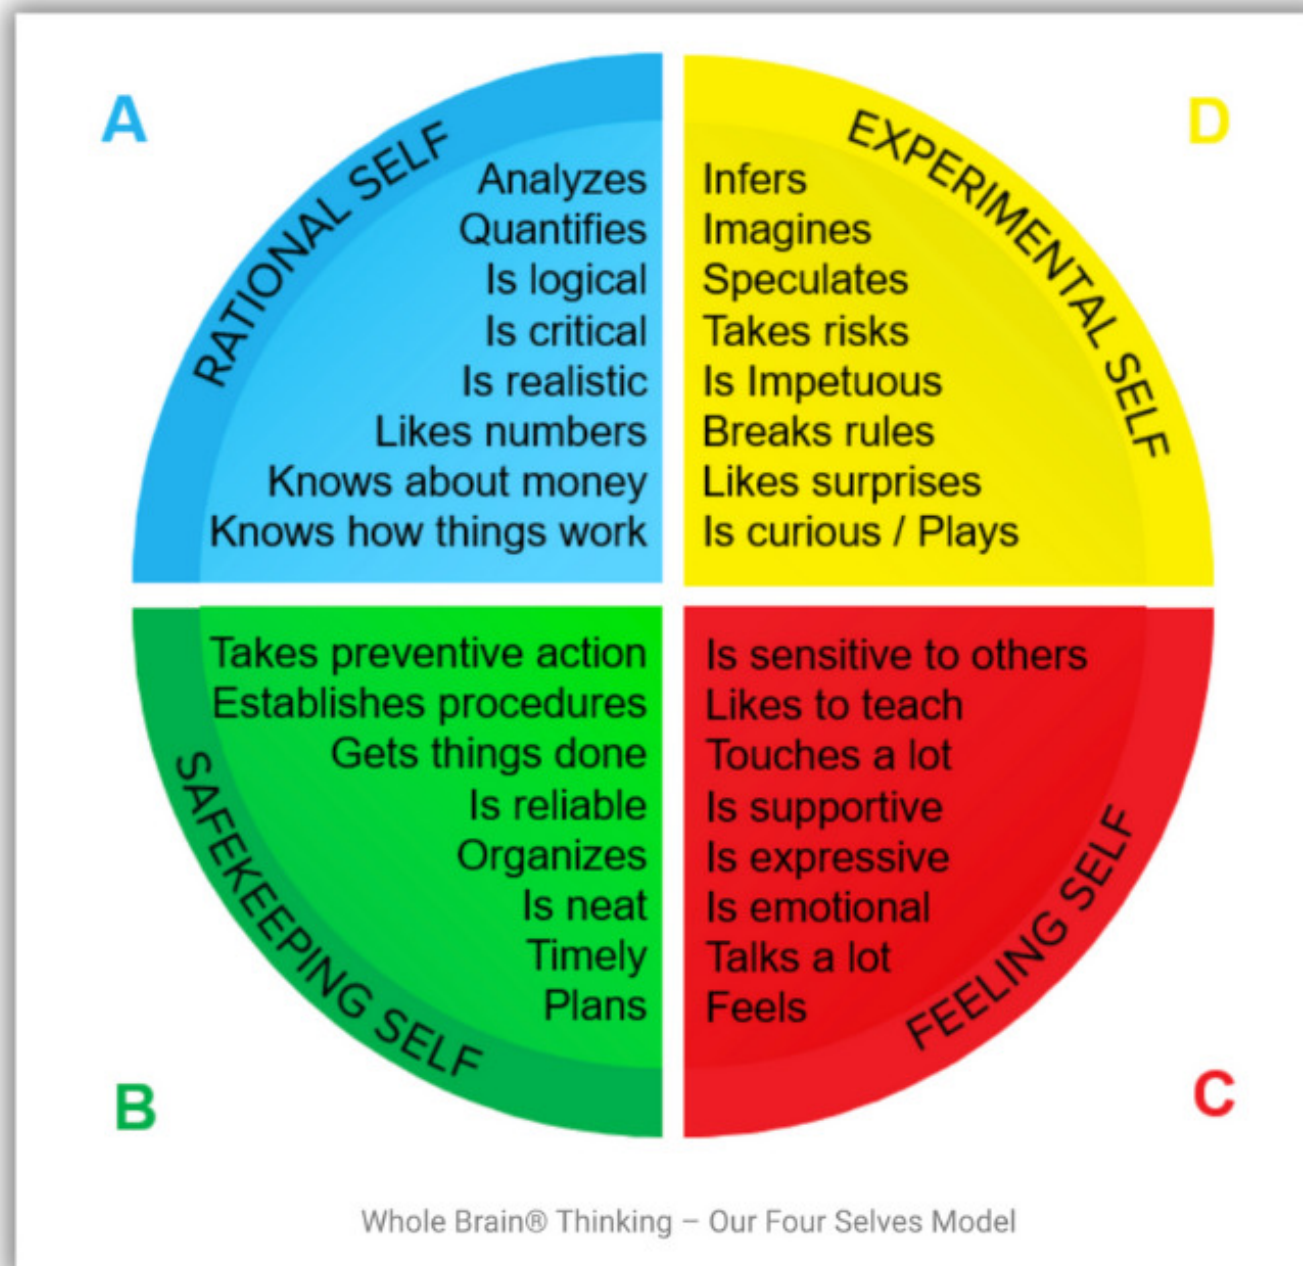 A
RATIONAL SELF
Analyzes
Quantifies
Is logical
Is critical
Is realistic
Likes numbers
Knows about money
Knows how things work
D
EXPERIMENTAL SELF
Infers
Imagines
Speculates
Takes risks
Is Impetuous
Breaks rules
Likes surprises
Is curious / Plays
B
SAFEKEEPING SELF
Takes preventive action
Establishes procedures
Gets things done
Is reliable
Organizes
Is neat
Timely
Plans
C
FEELING SELF
Is sensitive to others
Likes to teach
Touches a lot
Is supportive
Is expressive
Is emotional
Talks a lot
Feels
Whole Brain® Thinking – Our Four Selves Model